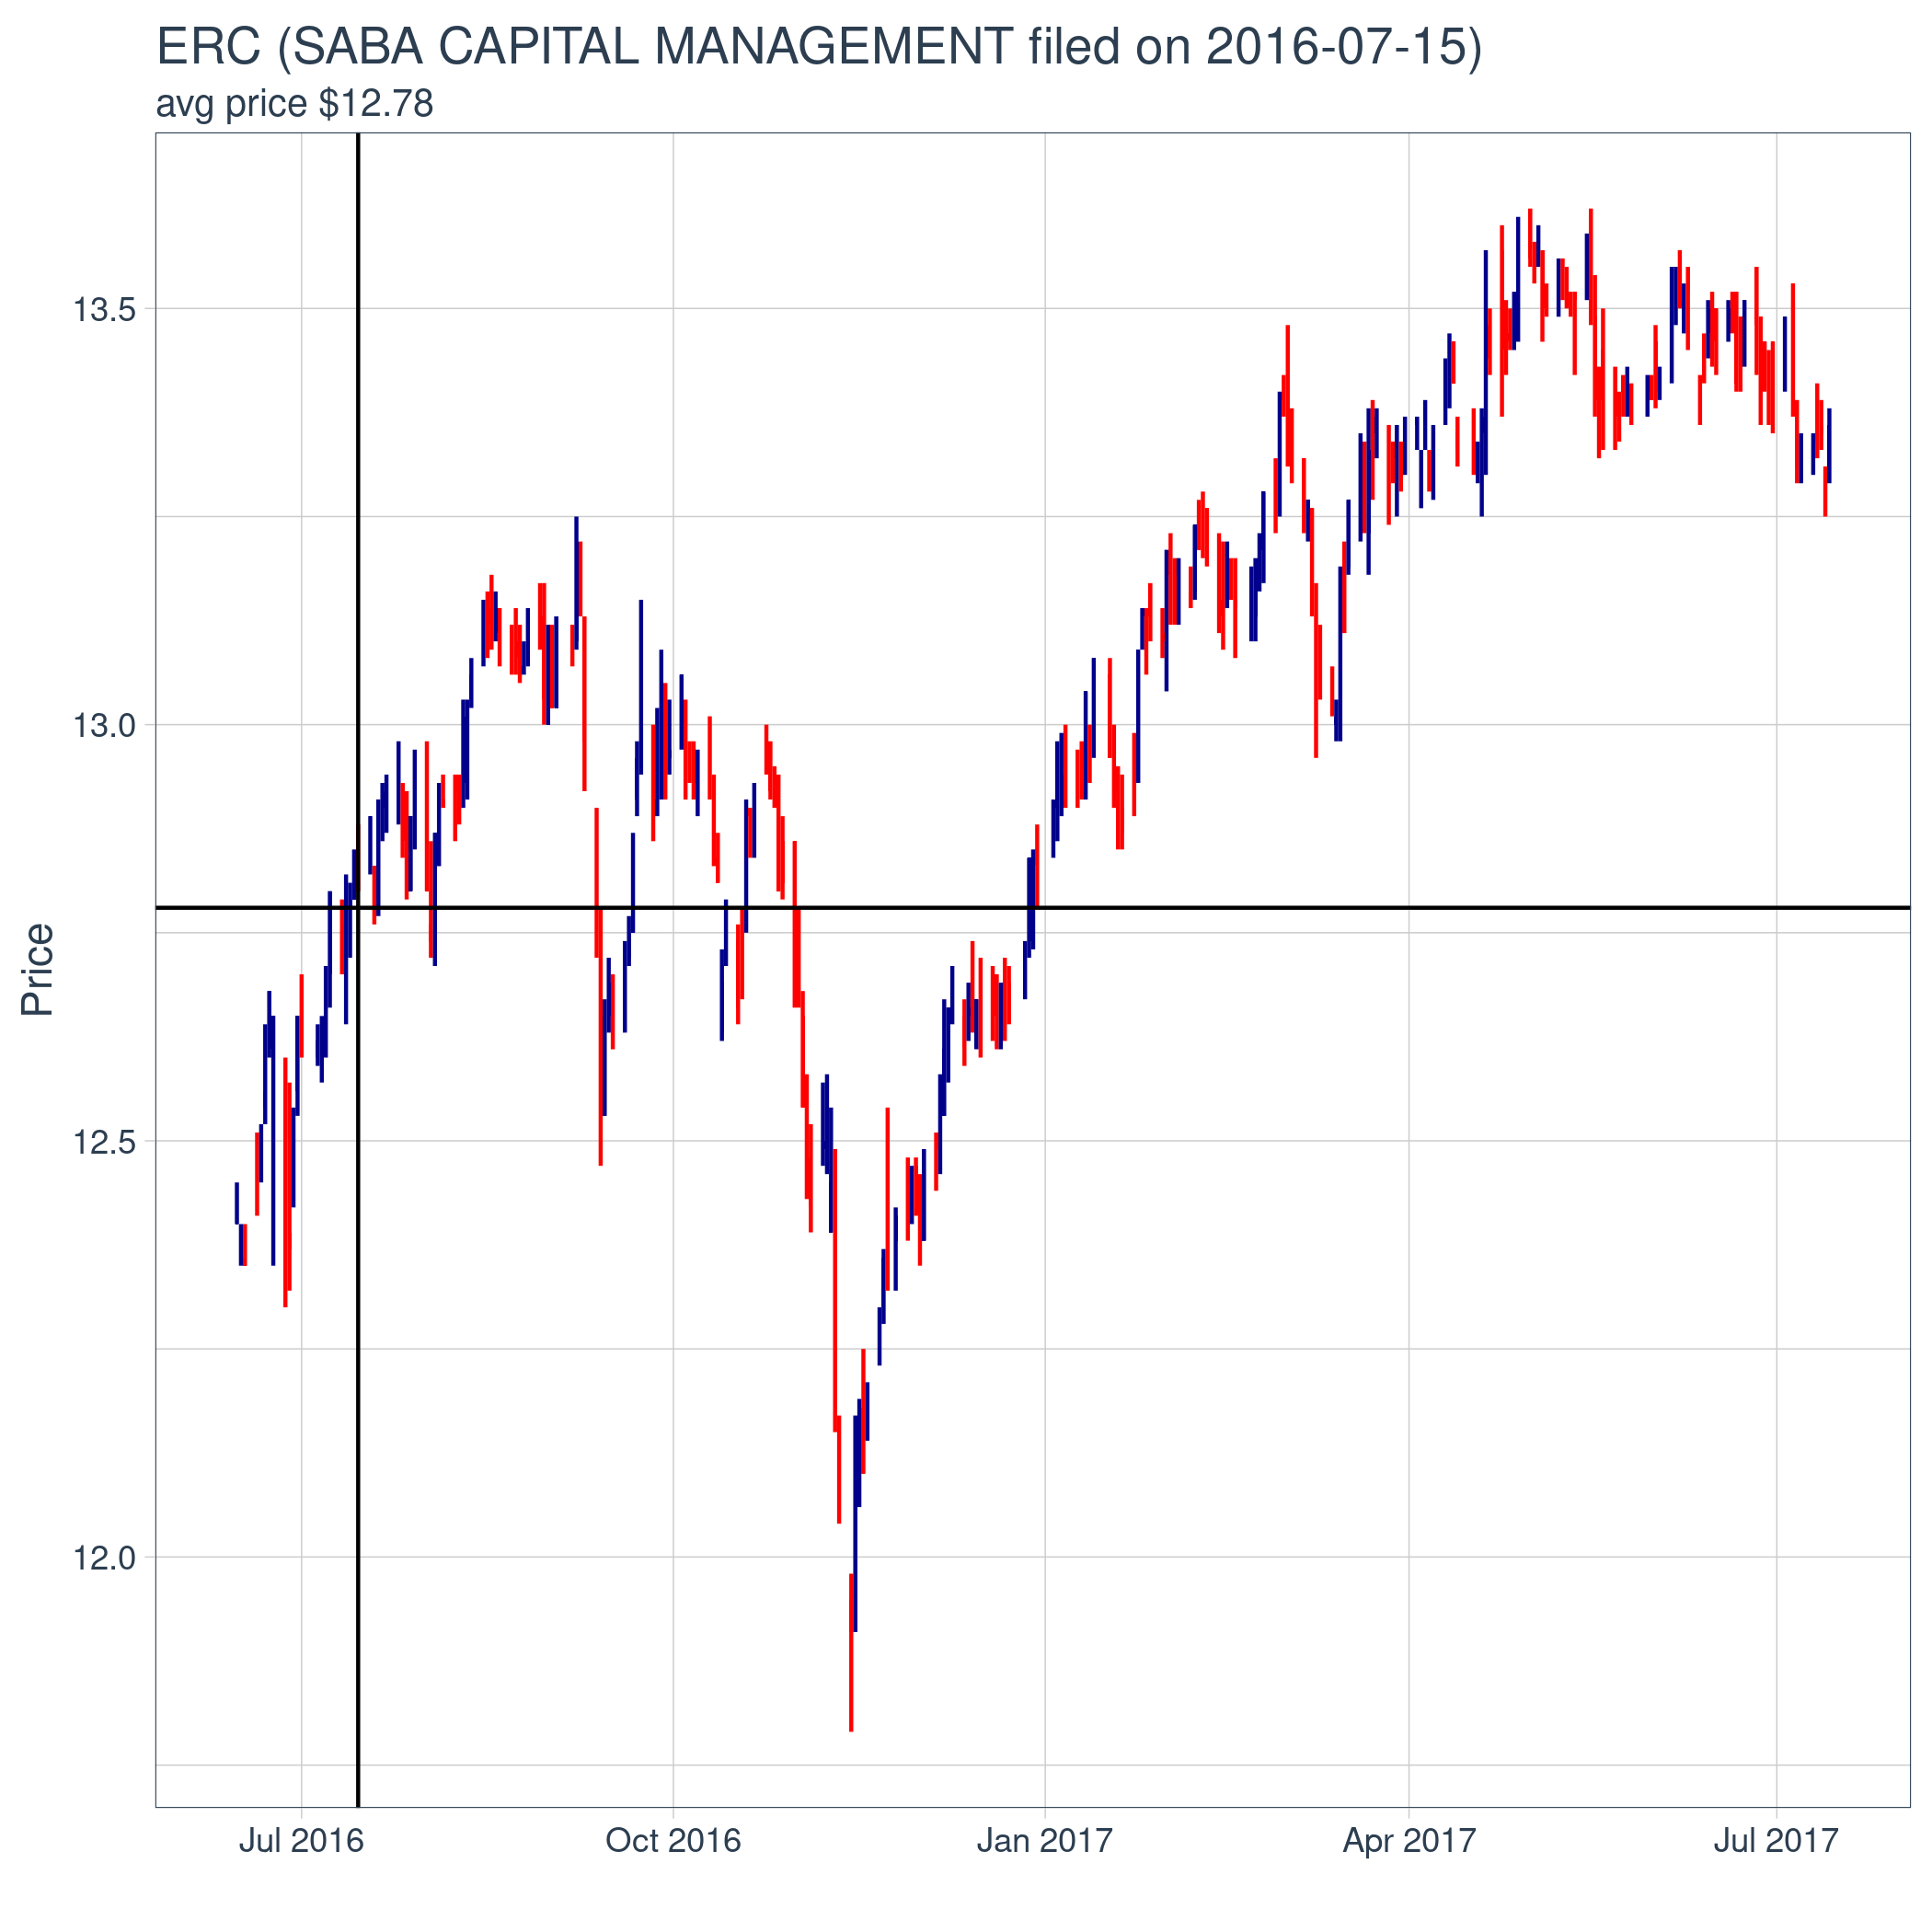 ERC (SABA CAPITAL MANAGEMENT filed on 2016-07-15)
avg price $12.78
Price
13.5
13.0
12.5
12.0
Jul 2016 Oct 2016 Jan 2017 Apr 2017 Jul 2017